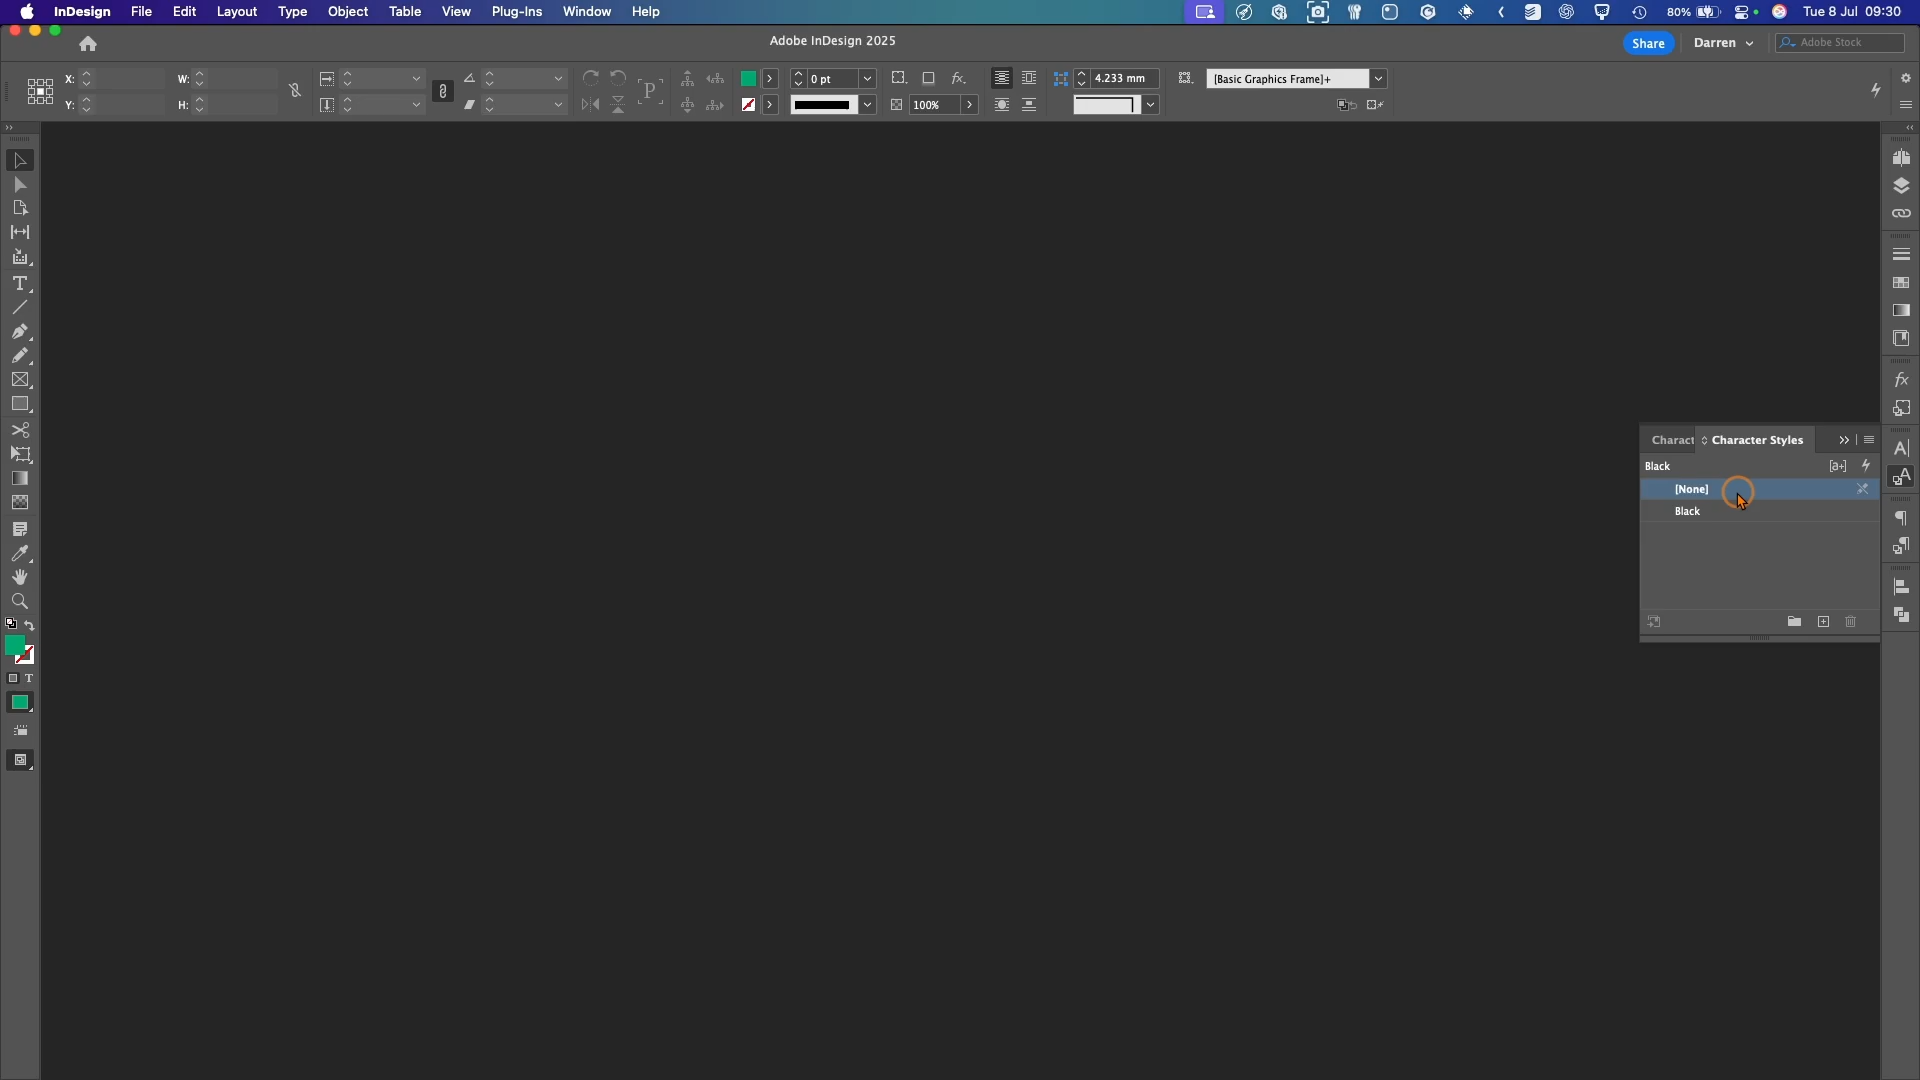 InDesign File Edit Layout Type Object Table View Plug-Ins Window Help 80% Tue 8 Jul 09:30
Adobe InDesign 2025 Share Darren Adobe Stock
X: W: 0 pt 4.233 mm [Basic Graphics Frame]+
Y: H: 100%
Charact Character Styles
Black
[None]
Black